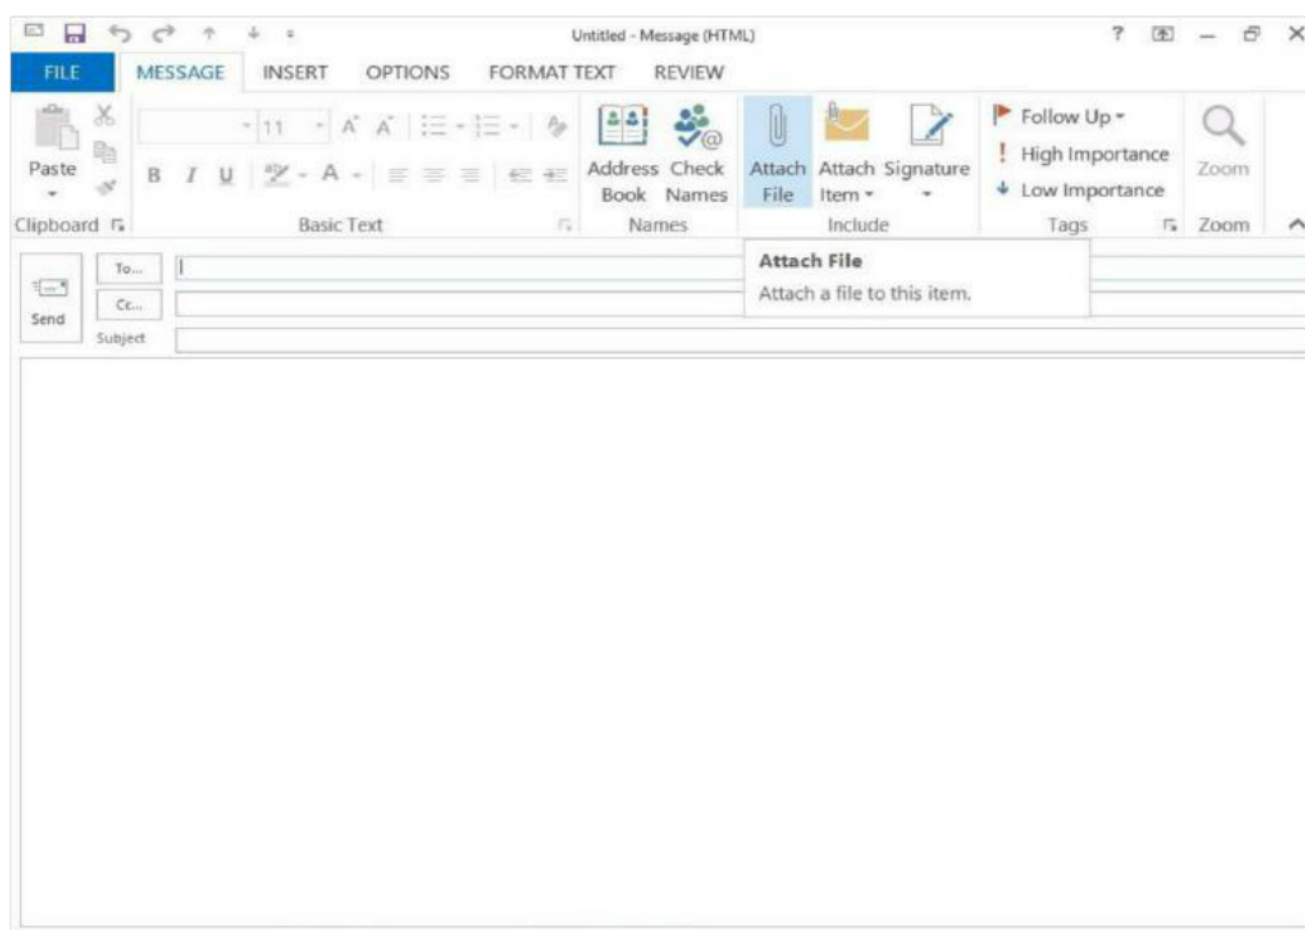 Untitled - Message (HTML)
?
FILE MESSAGE INSERT OPTIONS FORMAT TEXT REVIEW
11 A A
Follow Up
High Importance
Low Importance
Paste
B I U A
Address Book
Check Names
Attach File
Attach Item
Signature
Zoom
Clipboard Basic Text Names Include Tags Zoom
Attach File
Attach a file to this item.
Send
To...
Cc...
Subject